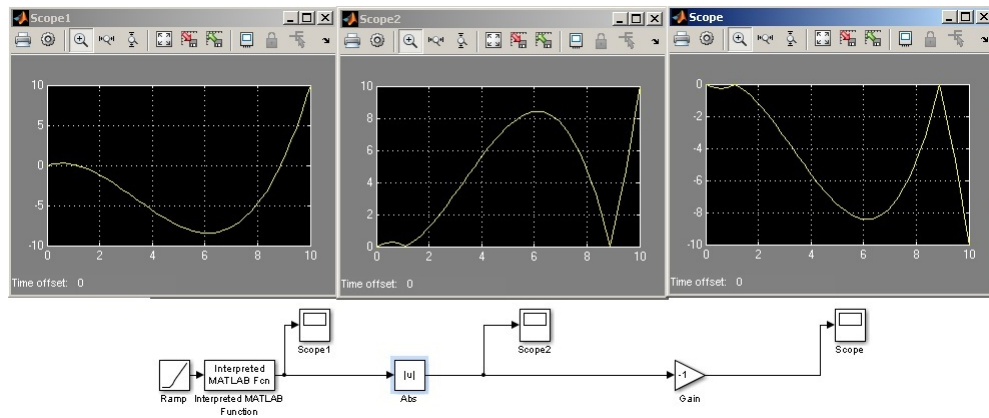 Scope1
10
5
0
-5
-10
0 2 4 6 8 10
Time offset: 0
Scope2
10
8
6
4
2
0
0 2 4 6 8 10
Time offset: 0
Scope
0
-2
-4
-6
-8
-10
0 2 4 6 8 10
Time offset: 0
Scope1
Scope2
Scope
Interpreted
MATLAB Fcn
|u|
-1
Ramp
Interpreted MATLAB
Function
Abs
Gain